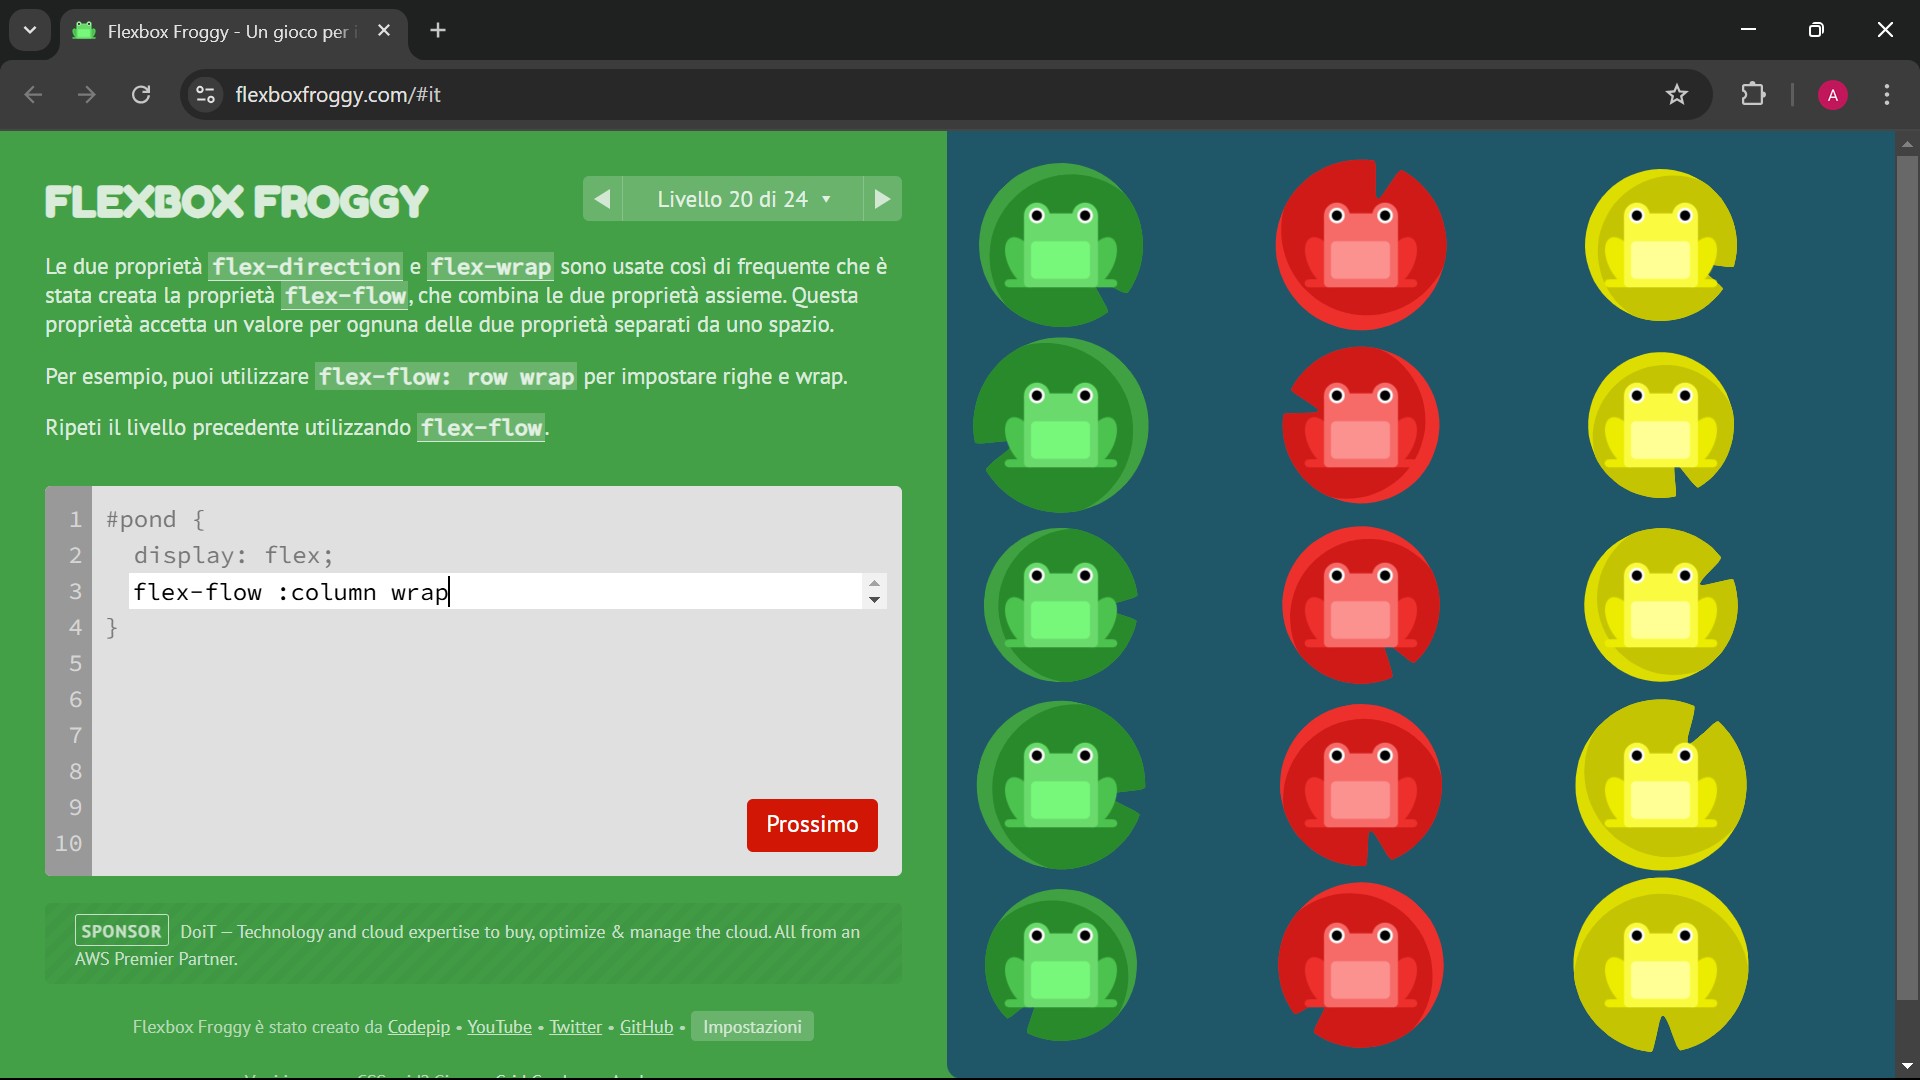 Flexbox Froggy - Un gioco per i
flexboxfroggy.com/#it
A
FLEXBOX FROGGY
Livello 20 di 24
Le due proprietà flex-direction e flex-wrap sono usate così di frequente che è
stata creata la proprietà flex-flow, che combina le due proprietà assieme. Questa
proprietà accetta un valore per ognuna delle due proprietà separati da uno spazio.
Per esempio, puoi utilizzare flex-flow: row wrap per impostare righe e wrap.
Ripeti il livello precedente utilizzando flex-flow.
1 #pond {
2 display: flex;
3 flex-flow :column wrap
4 }
5
6
7
8
9
10
Prossimo
SPONSOR DoiT – Technology and cloud expertise to buy, optimize & manage the cloud. All from an
AWS Premier Partner.
Flexbox Froggy è stato creato da Codepip • YouTube • Twitter • GitHub • Impostazioni